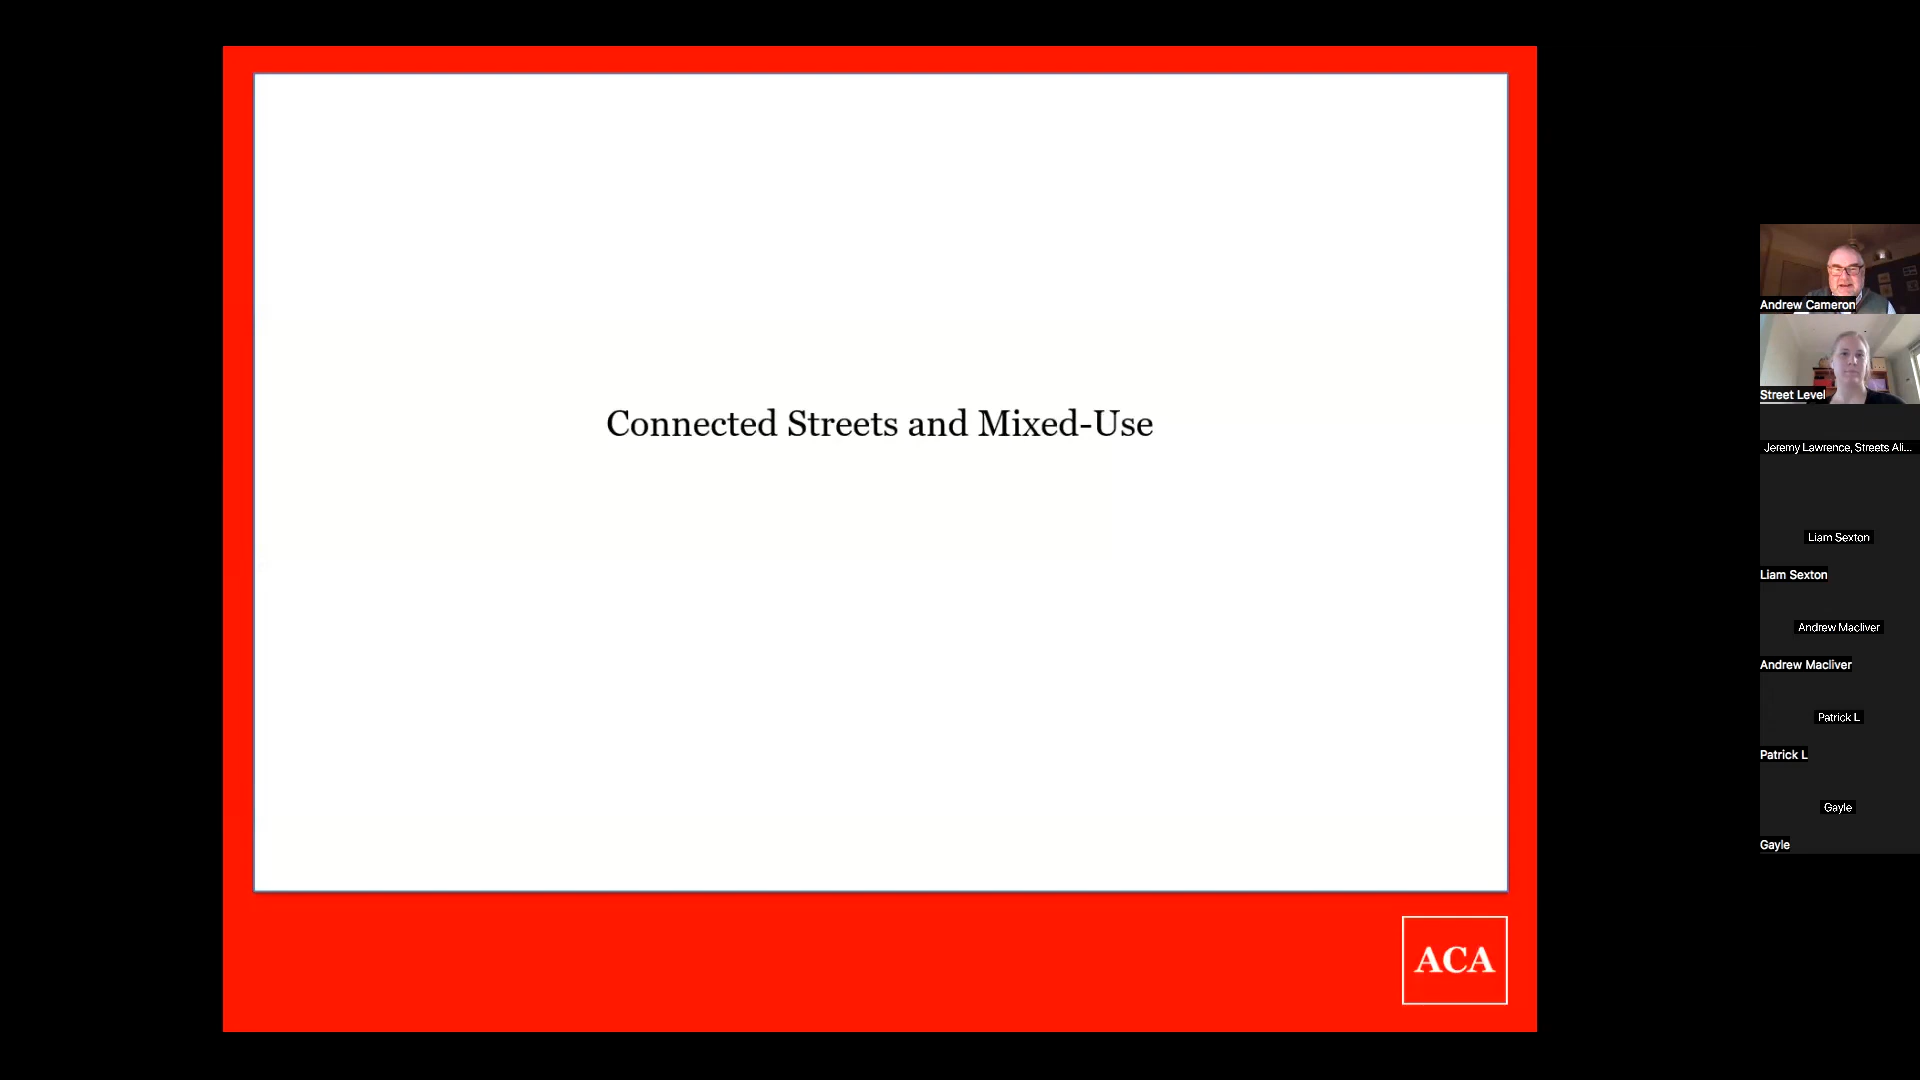 Connected Streets and Mixed-Use
ACA
Andrew Cameron
Street Level
Jeremy Lawrence, Streets Ali...
Liam Sexton
Liam Sexton
Andrew Macliver
Andrew Macliver
Patrick L
Patrick L
Gayle
Gayle